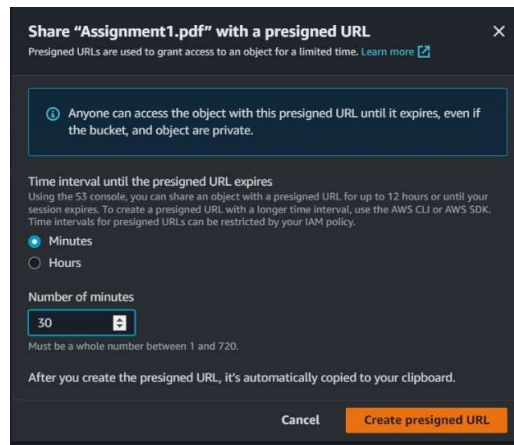 Share “Assignment1.pdf” with a presigned URL
Presigned URLs are used to grant access to an object for a limited time. Learn more
Anyone can access the object with this presigned URL until it expires, even if
the bucket, and object are private.
Time interval until the presigned URL expires
Using the S3 console, you can share an object with a presigned URL for up to 12 hours or until your
session expires. To create a presigned URL with a longer time interval, use the AWS CLI or AWS SDK.
Time intervals for presigned URLs can be restricted by your IAM policy.
Minutes
Hours
Number of minutes
30
Must be a whole number between 1 and 720.
After you create the presigned URL, it's automatically copied to your clipboard.
Cancel Create presigned URL